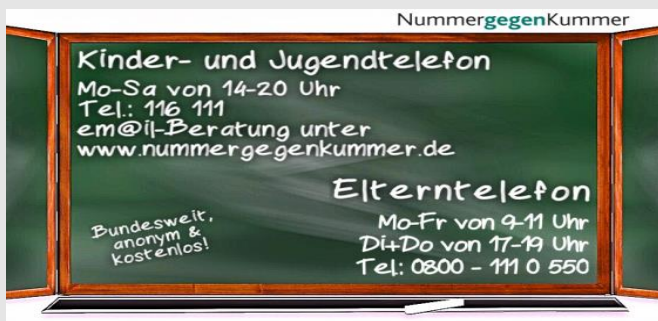 NummergegenKummer
Kinder- und Jugendtelefon
Mo-Sa von 14-20 Uhr
Tel.: 116 111
em@il-Beratung unter
www.nummergegenkummer.de
Elterntelefon
Mo-Fr von 9-11 Uhr
Di+Do von 17-19 Uhr
Tel: 0800 - 111 0 550
Bundesweit,
anonym &
kostenlos!